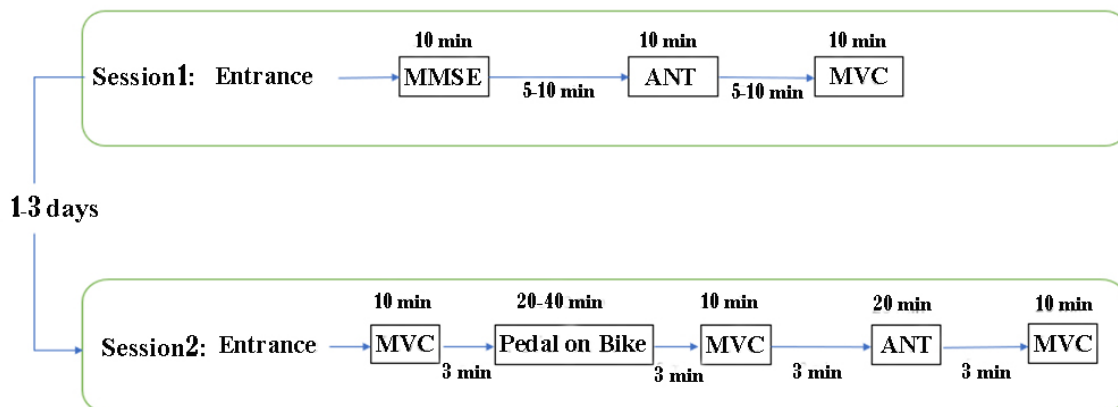 10 min 10 min 10 min
Session1: Entrance MMSE ANT MVC
5-10 min 5-10 min
1-3 days
10 min 20-40 min 10 min 20 min 10 min
Session2: Entrance MVC Pedal on Bike MVC ANT MVC
3 min 3 min 3 min 3 min